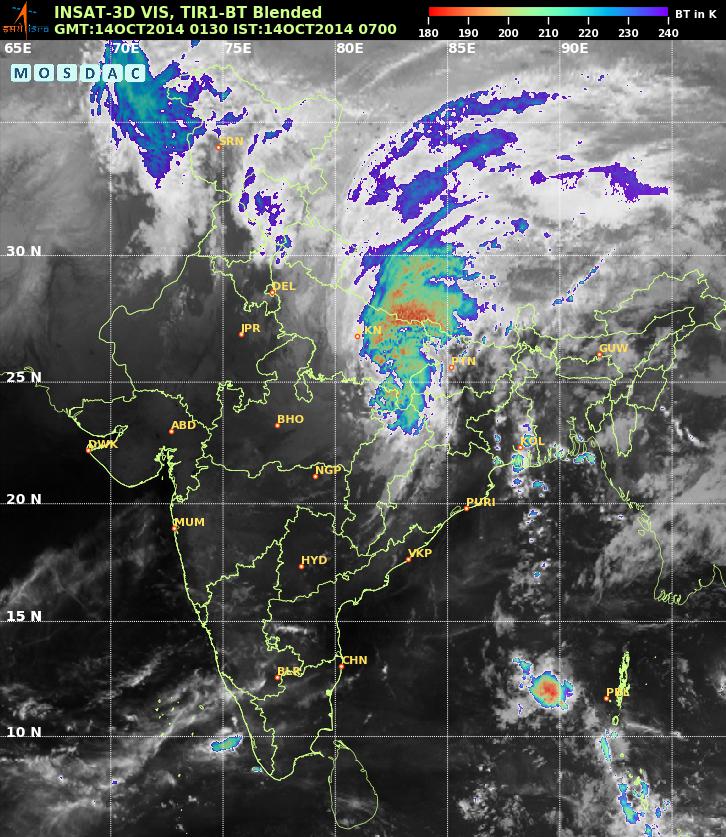 INSAT-3D VIS, TIR1-BT Blended
GMT:14OCT2014 0130 IST:14OCT2014 0700
BT in K
180 190 200 210 220 230 240
65E 70E 75E 80E 85E 90E
M O S D A C
SRN
30 N
DEL
JPR
LKN
GUW
PTN
25 N
BHO
ABD
DWK
KOL
NGP
20 N
PURI
MUM
VKP
HYD
15 N
CHN
BLR
PBL
10 N